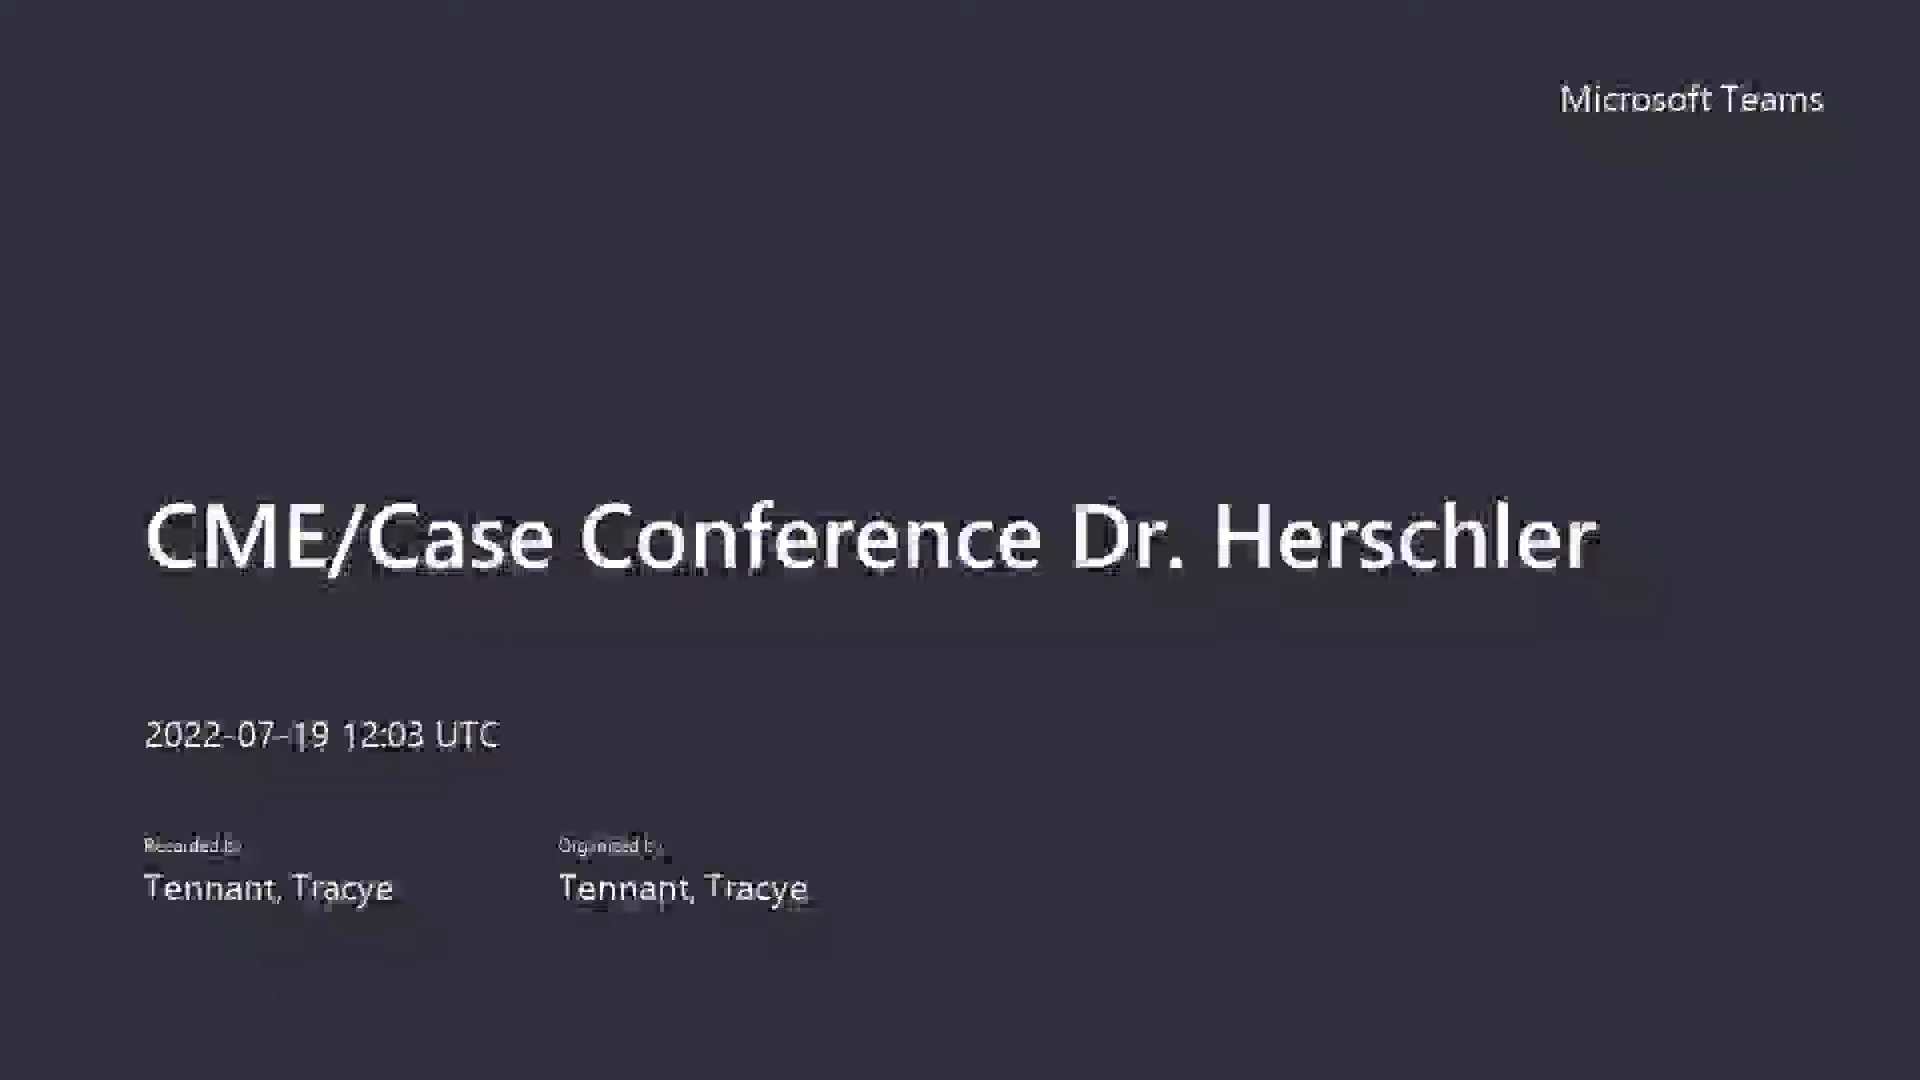 Microsoft Teams
CME/Case Conference Dr. Herschler
2022-07-19 12:03 UTC
Recorded by
Organized by
Tennant, Tracye
Tennant, Tracye